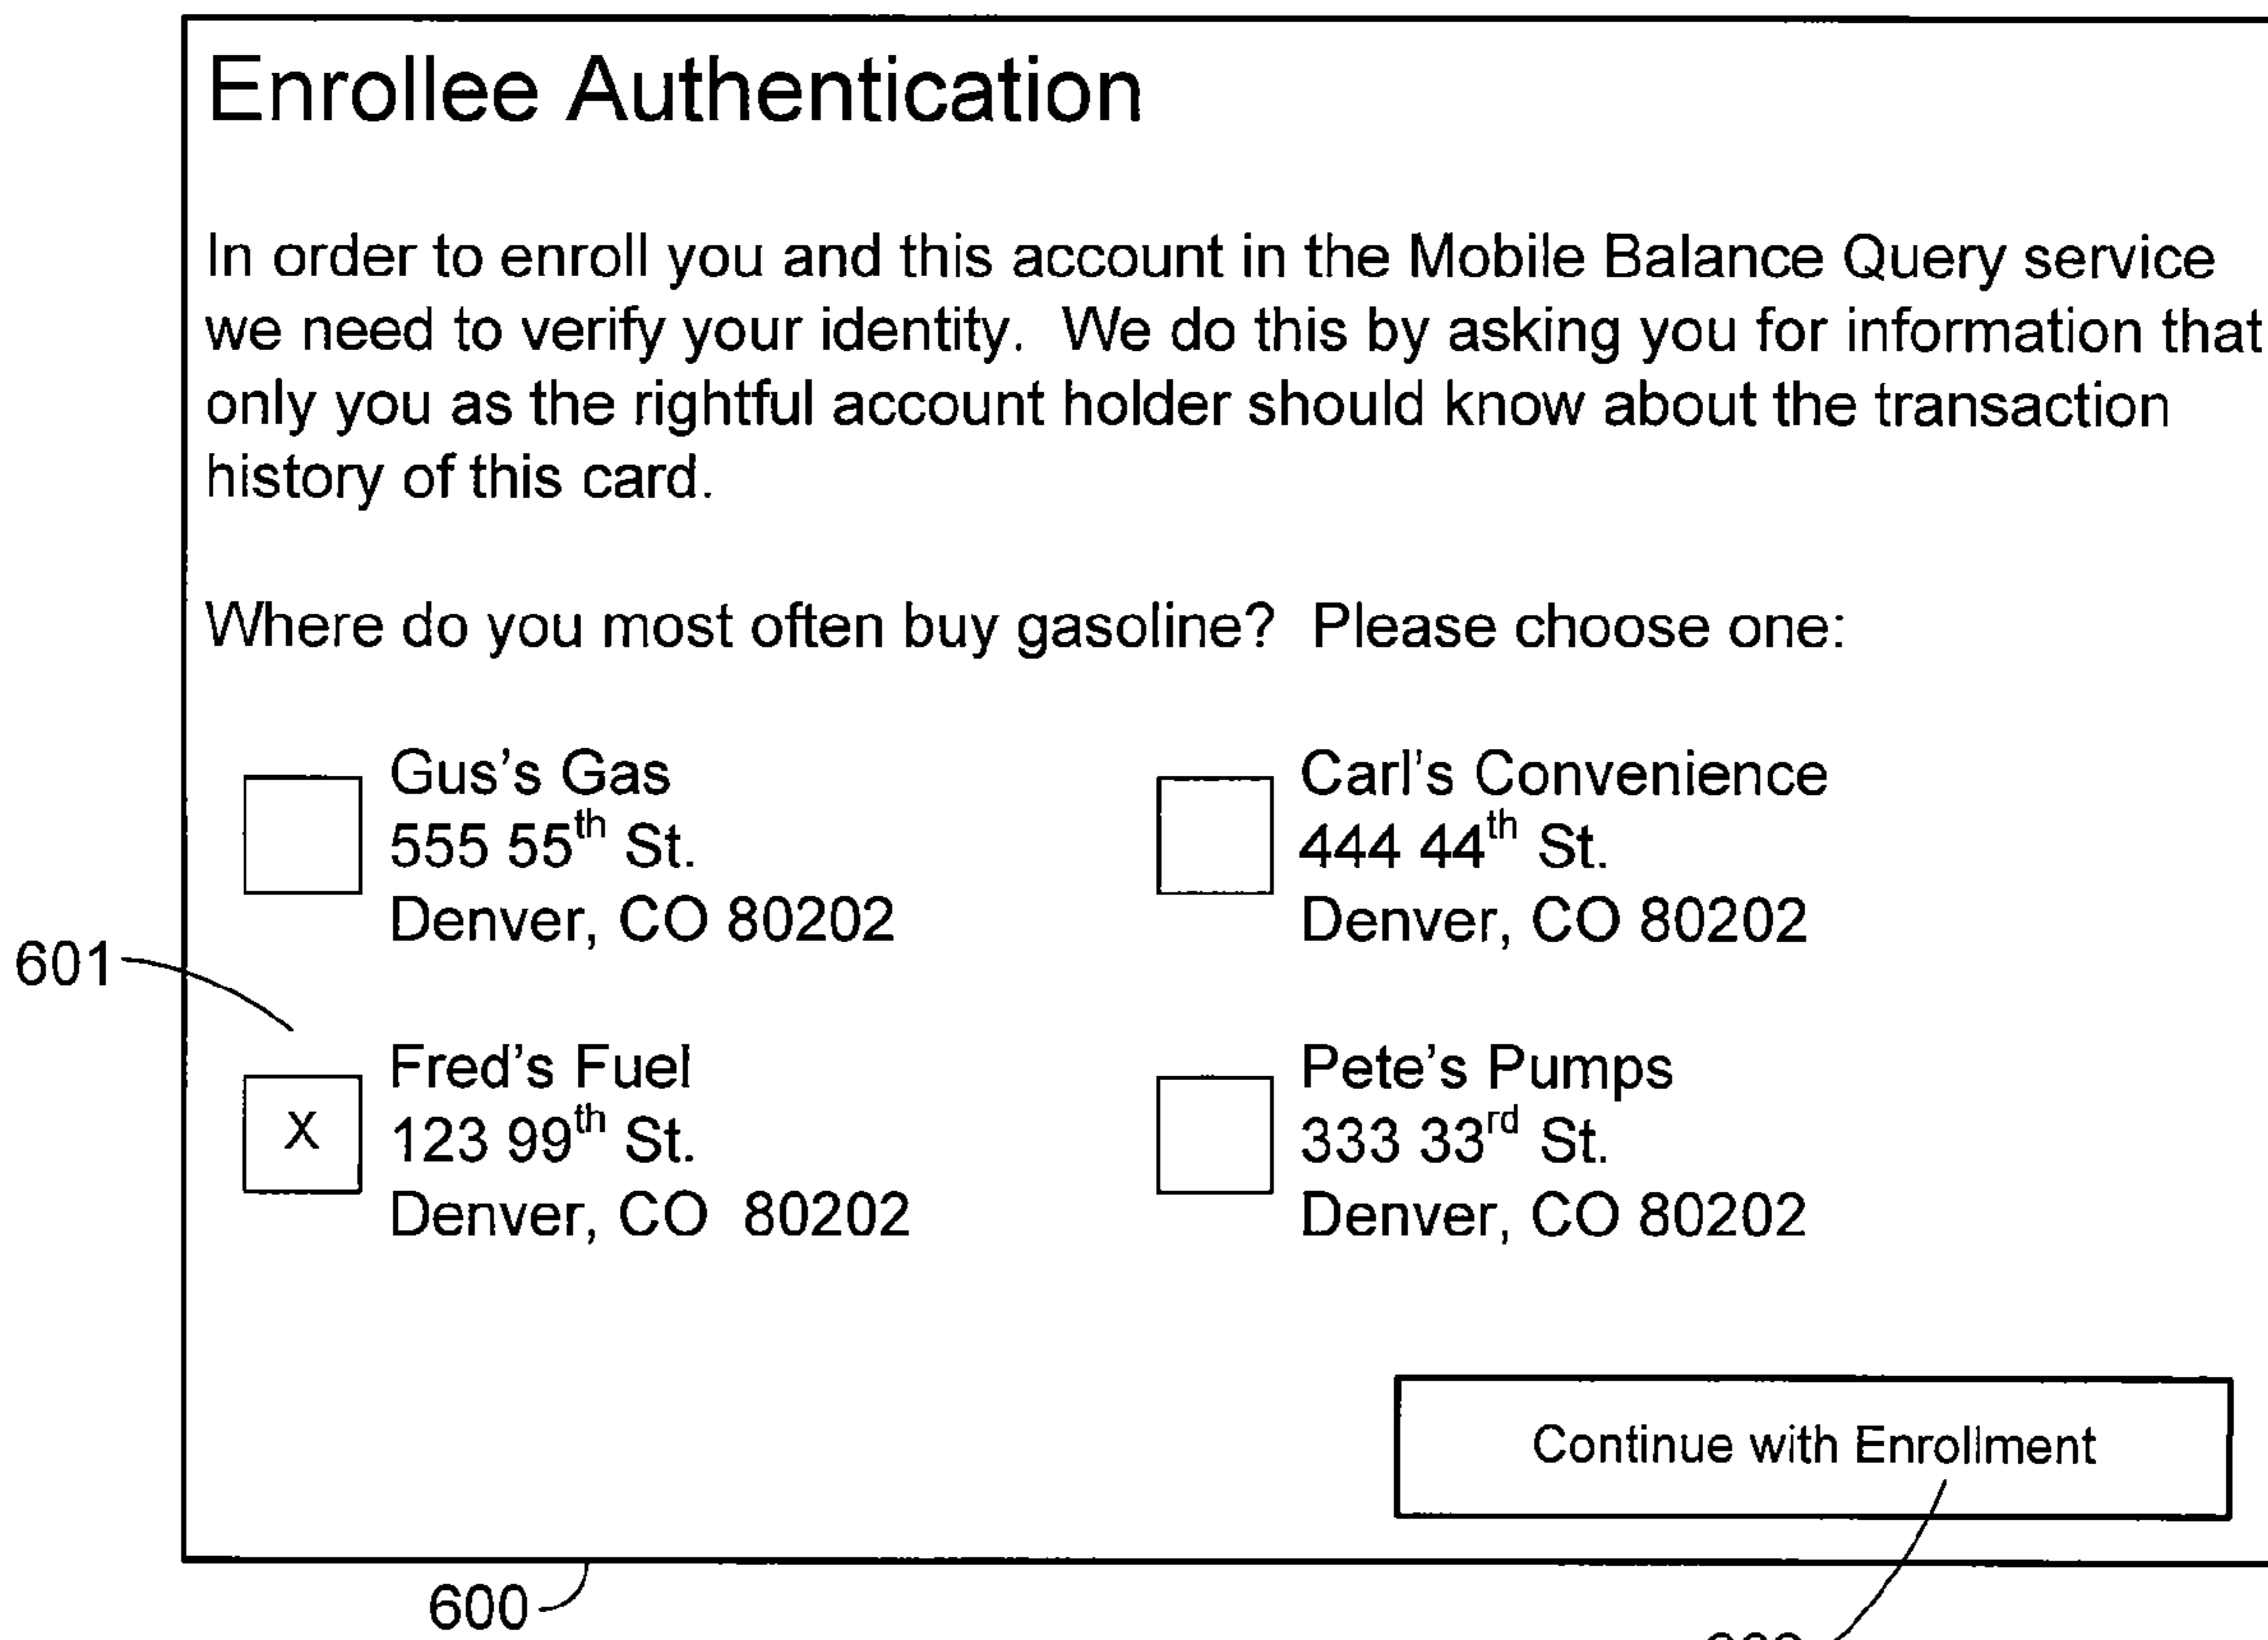 Enrollee Authentication
In order to enroll you and this account in the Mobile Balance Query service
we need to verify your identity.  We do this by asking you for information that
only you as the rightful account holder should know about the transaction
history of this card.
Where do you most often buy gasoline?  Please choose one:
Gus's Gas
555 55th St.
Denver, CO 80202
Carl's Convenience
444 44th St.
Denver, CO 80202
601
X
Fred's Fuel
123 99th St.
Denver, CO  80202
Pete's Pumps
333 33rd St.
Denver, CO 80202
Continue with Enrollment
600